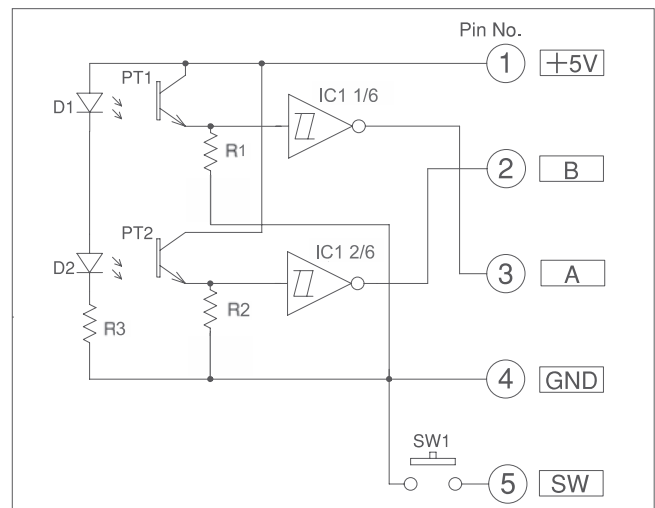 Pin No.
1 +5V
PT1
IC1 1/6
D1
R1
2 B
PT2
IC1 2/6
D2
3 A
R2
R3
4 GND
SW1
5 SW